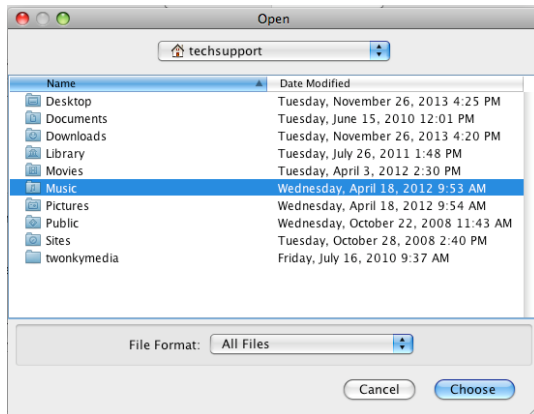 Open
techsupport
Name Date Modified
Desktop Tuesday, November 26, 2013 4:25 PM
Documents Tuesday, June 15, 2010 12:01 PM
Downloads Tuesday, November 26, 2013 4:20 PM
Library Tuesday, July 26, 2011 1:48 PM
Movies Tuesday, April 3, 2012 2:30 PM
Music Wednesday, April 18, 2012 9:53 AM
Pictures Wednesday, April 18, 2012 9:54 AM
Public Wednesday, October 22, 2008 11:43 AM
Sites Tuesday, October 28, 2008 2:40 PM
twonkymedia Friday, July 16, 2010 9:37 AM
File Format: All Files
Cancel Choose